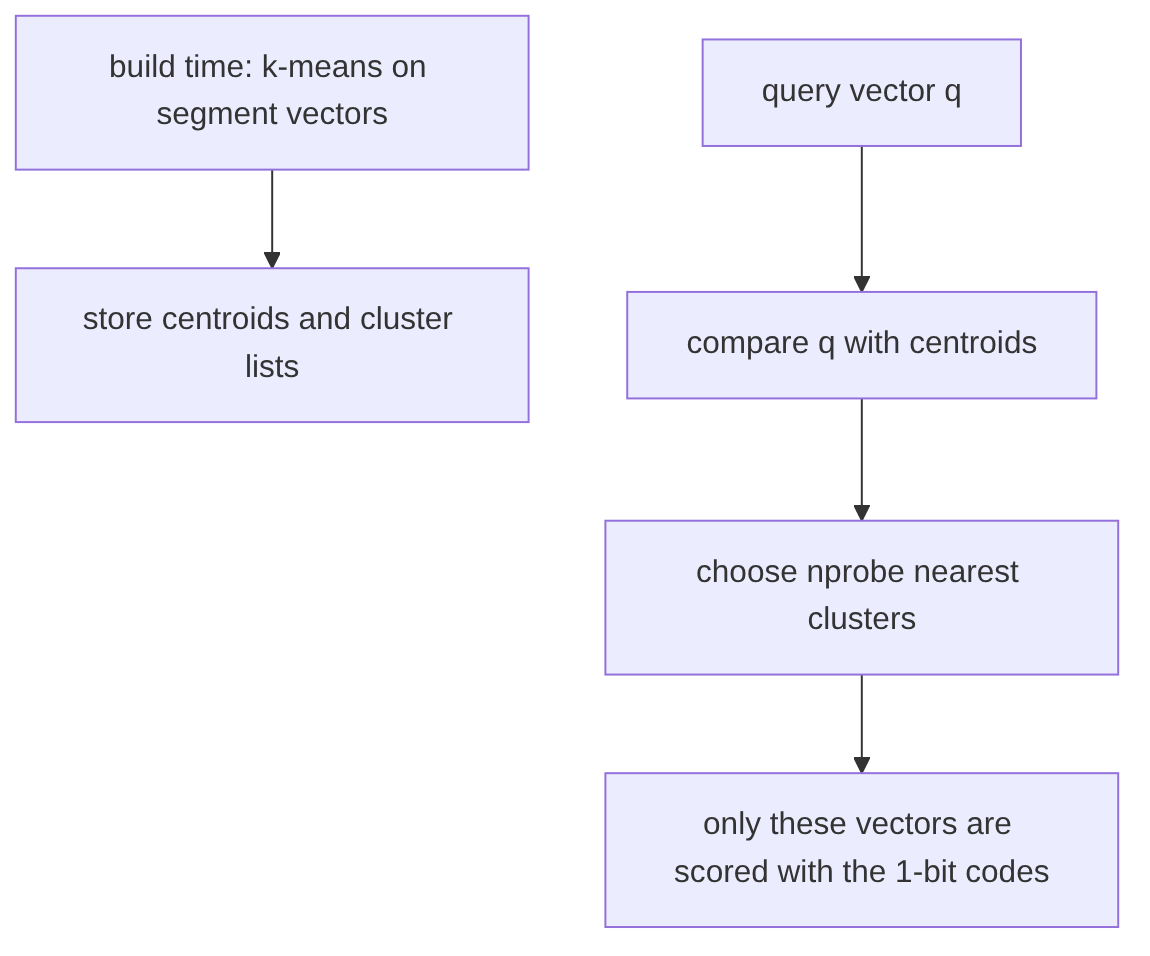 build time: k-means on
segment vectors
store centroids and cluster
lists
query vector q
compare q with centroids
choose nprobe nearest
clusters
only these vectors are
scored with the 1-bit codes